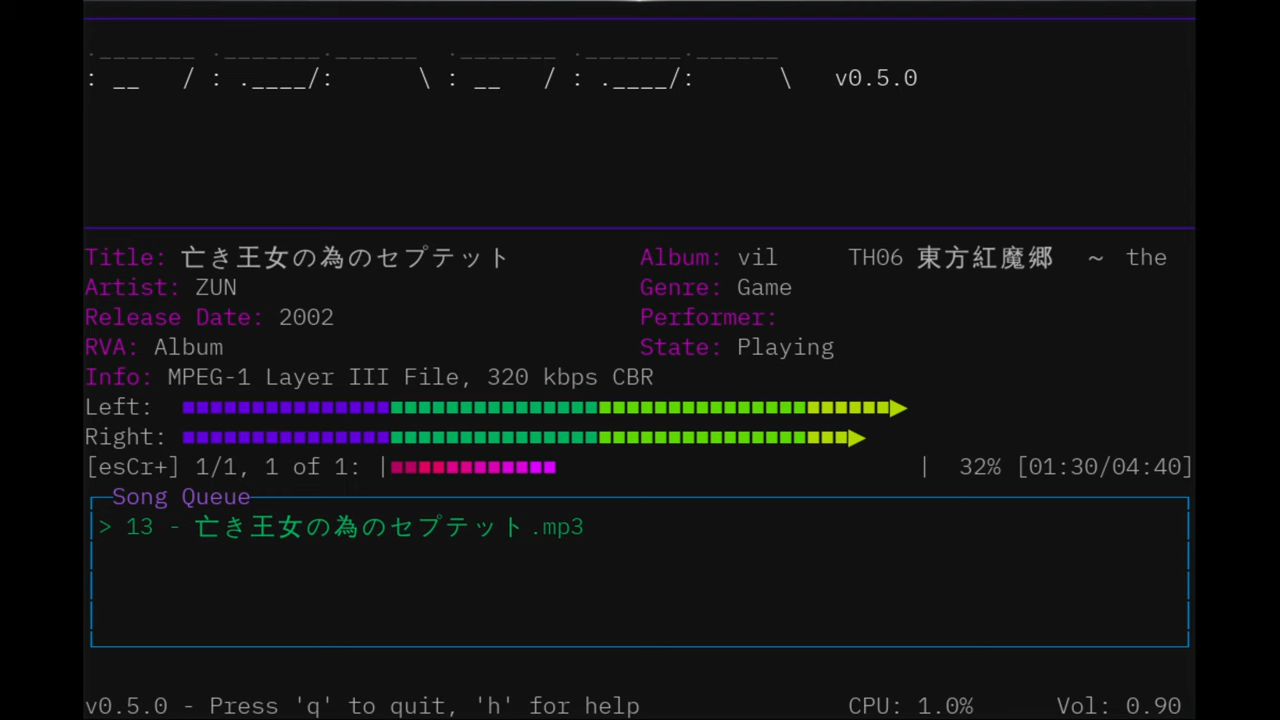 v0.5.0
Title: 亡き王女の為のセプテット
Album: vil TH06 東方紅魔郷 ~ the
Artist: ZUN
Genre: Game
Release Date: 2002
Performer:
RVA: Album
State: Playing
Info: MPEG-1 Layer III File, 320 kbps CBR
Left:
Right:
[esCr+] 1/1, 1 of 1: | | 32% [01:30/04:40]
Song Queue
> 13 - 亡き王女の為のセプテット.mp3
v0.5.0 - Press 'q' to quit, 'h' for help
CPU: 1.0%
Vol: 0.90